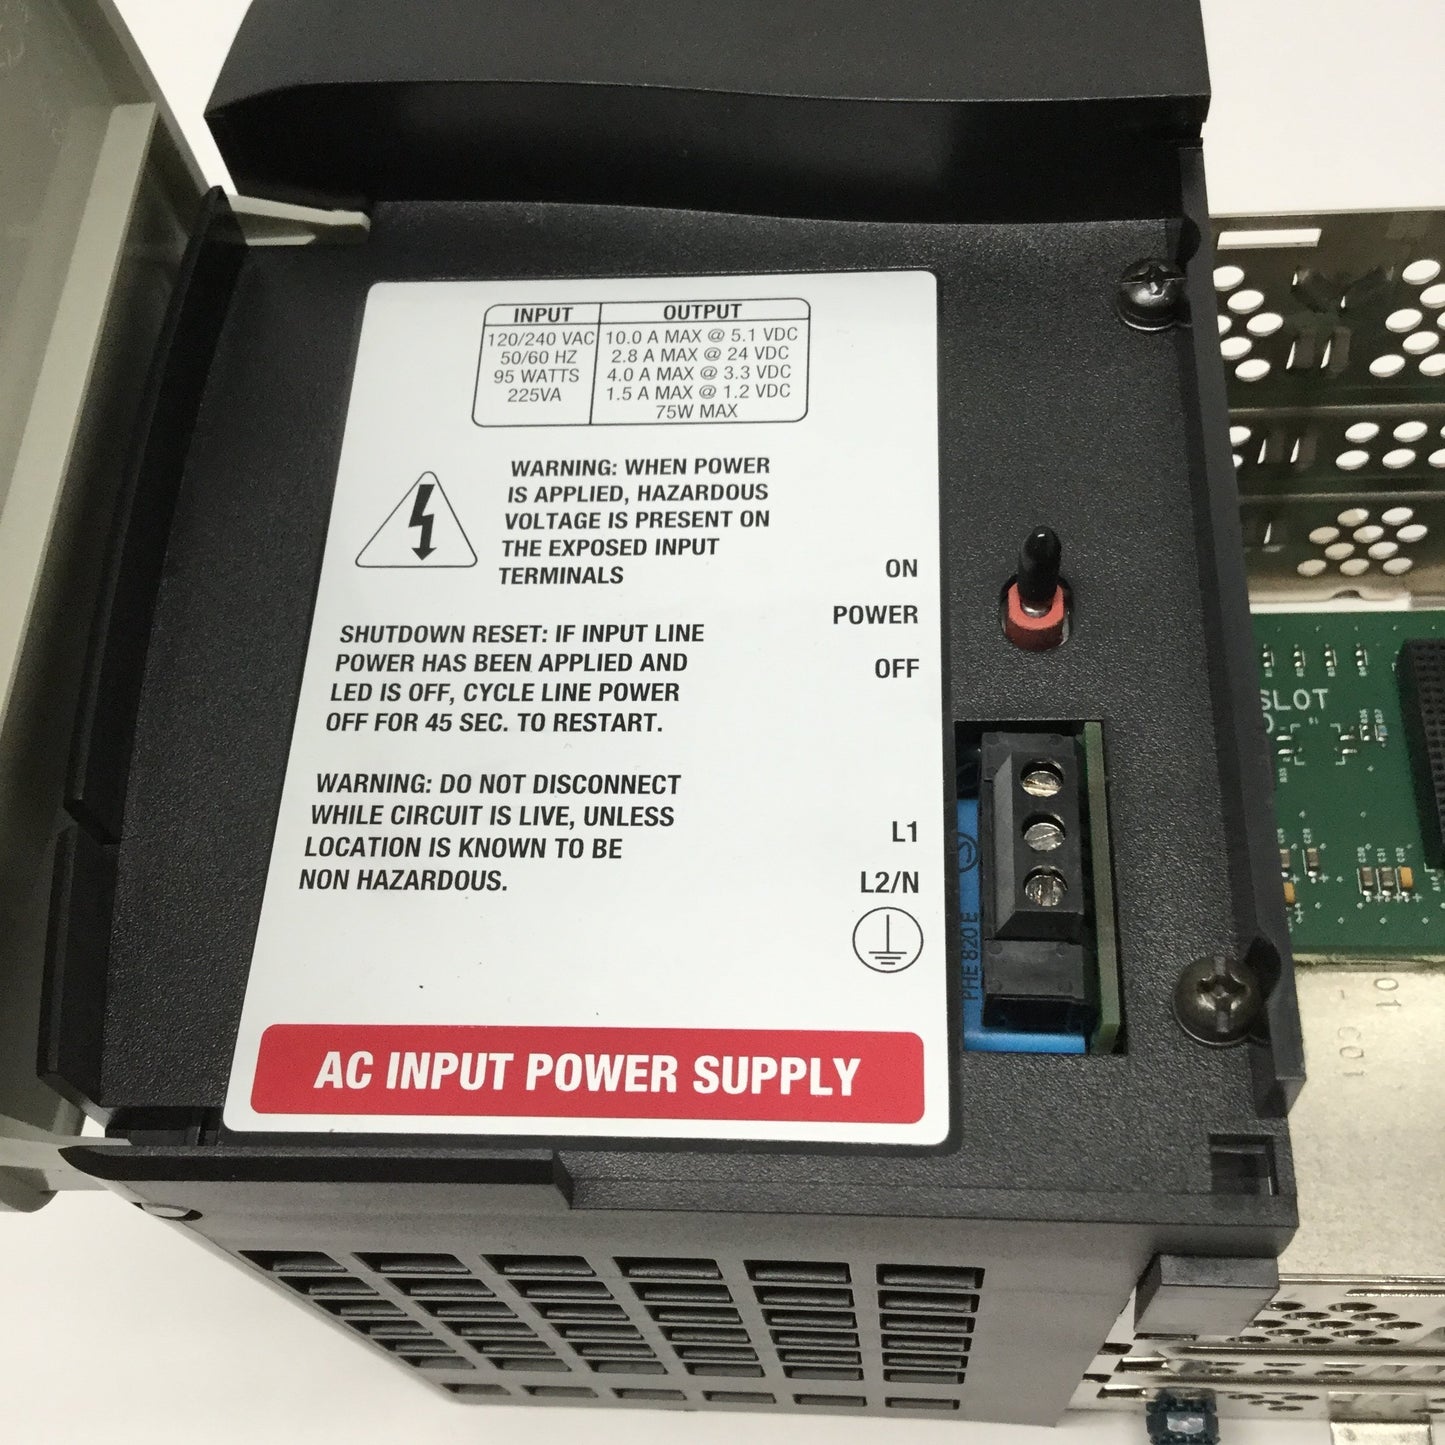 INPUT OUTPUT
120/240 VAC 10.0 A MAX @ 5.1 VDC
50/60 HZ 2.8 A MAX @ 24 VDC
95 WATTS 4.0 A MAX @ 3.3 VDC
225VA 1.5 A MAX @ 1.2 VDC
75W MAX
WARNING: WHEN POWER
IS APPLIED, HAZARDOUS
VOLTAGE IS PRESENT ON
THE EXPOSED INPUT
TERMINALS
ON
POWER
OFF
SHUTDOWN RESET: IF INPUT LINE
POWER HAS BEEN APPLIED AND
LED IS OFF, CYCLE LINE POWER
OFF FOR 45 SEC. TO RESTART.
WARNING: DO NOT DISCONNECT
WHILE CIRCUIT IS LIVE, UNLESS
LOCATION IS KNOWN TO BE
NON HAZARDOUS.
L1
L2/N
AC INPUT POWER SUPPLY
PHE 820 E
SLOT